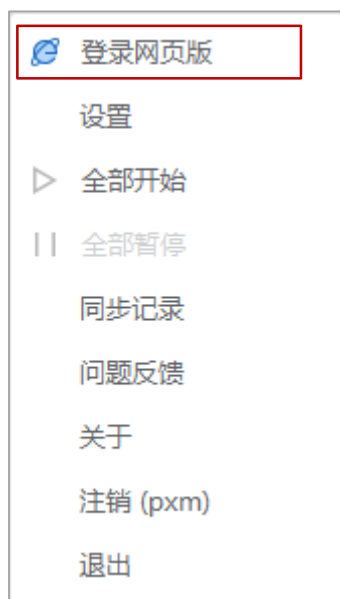 登录网页版
设置
全部开始
全部暂停
同步记录
问题反馈
关于
注销 (pxm)
退出